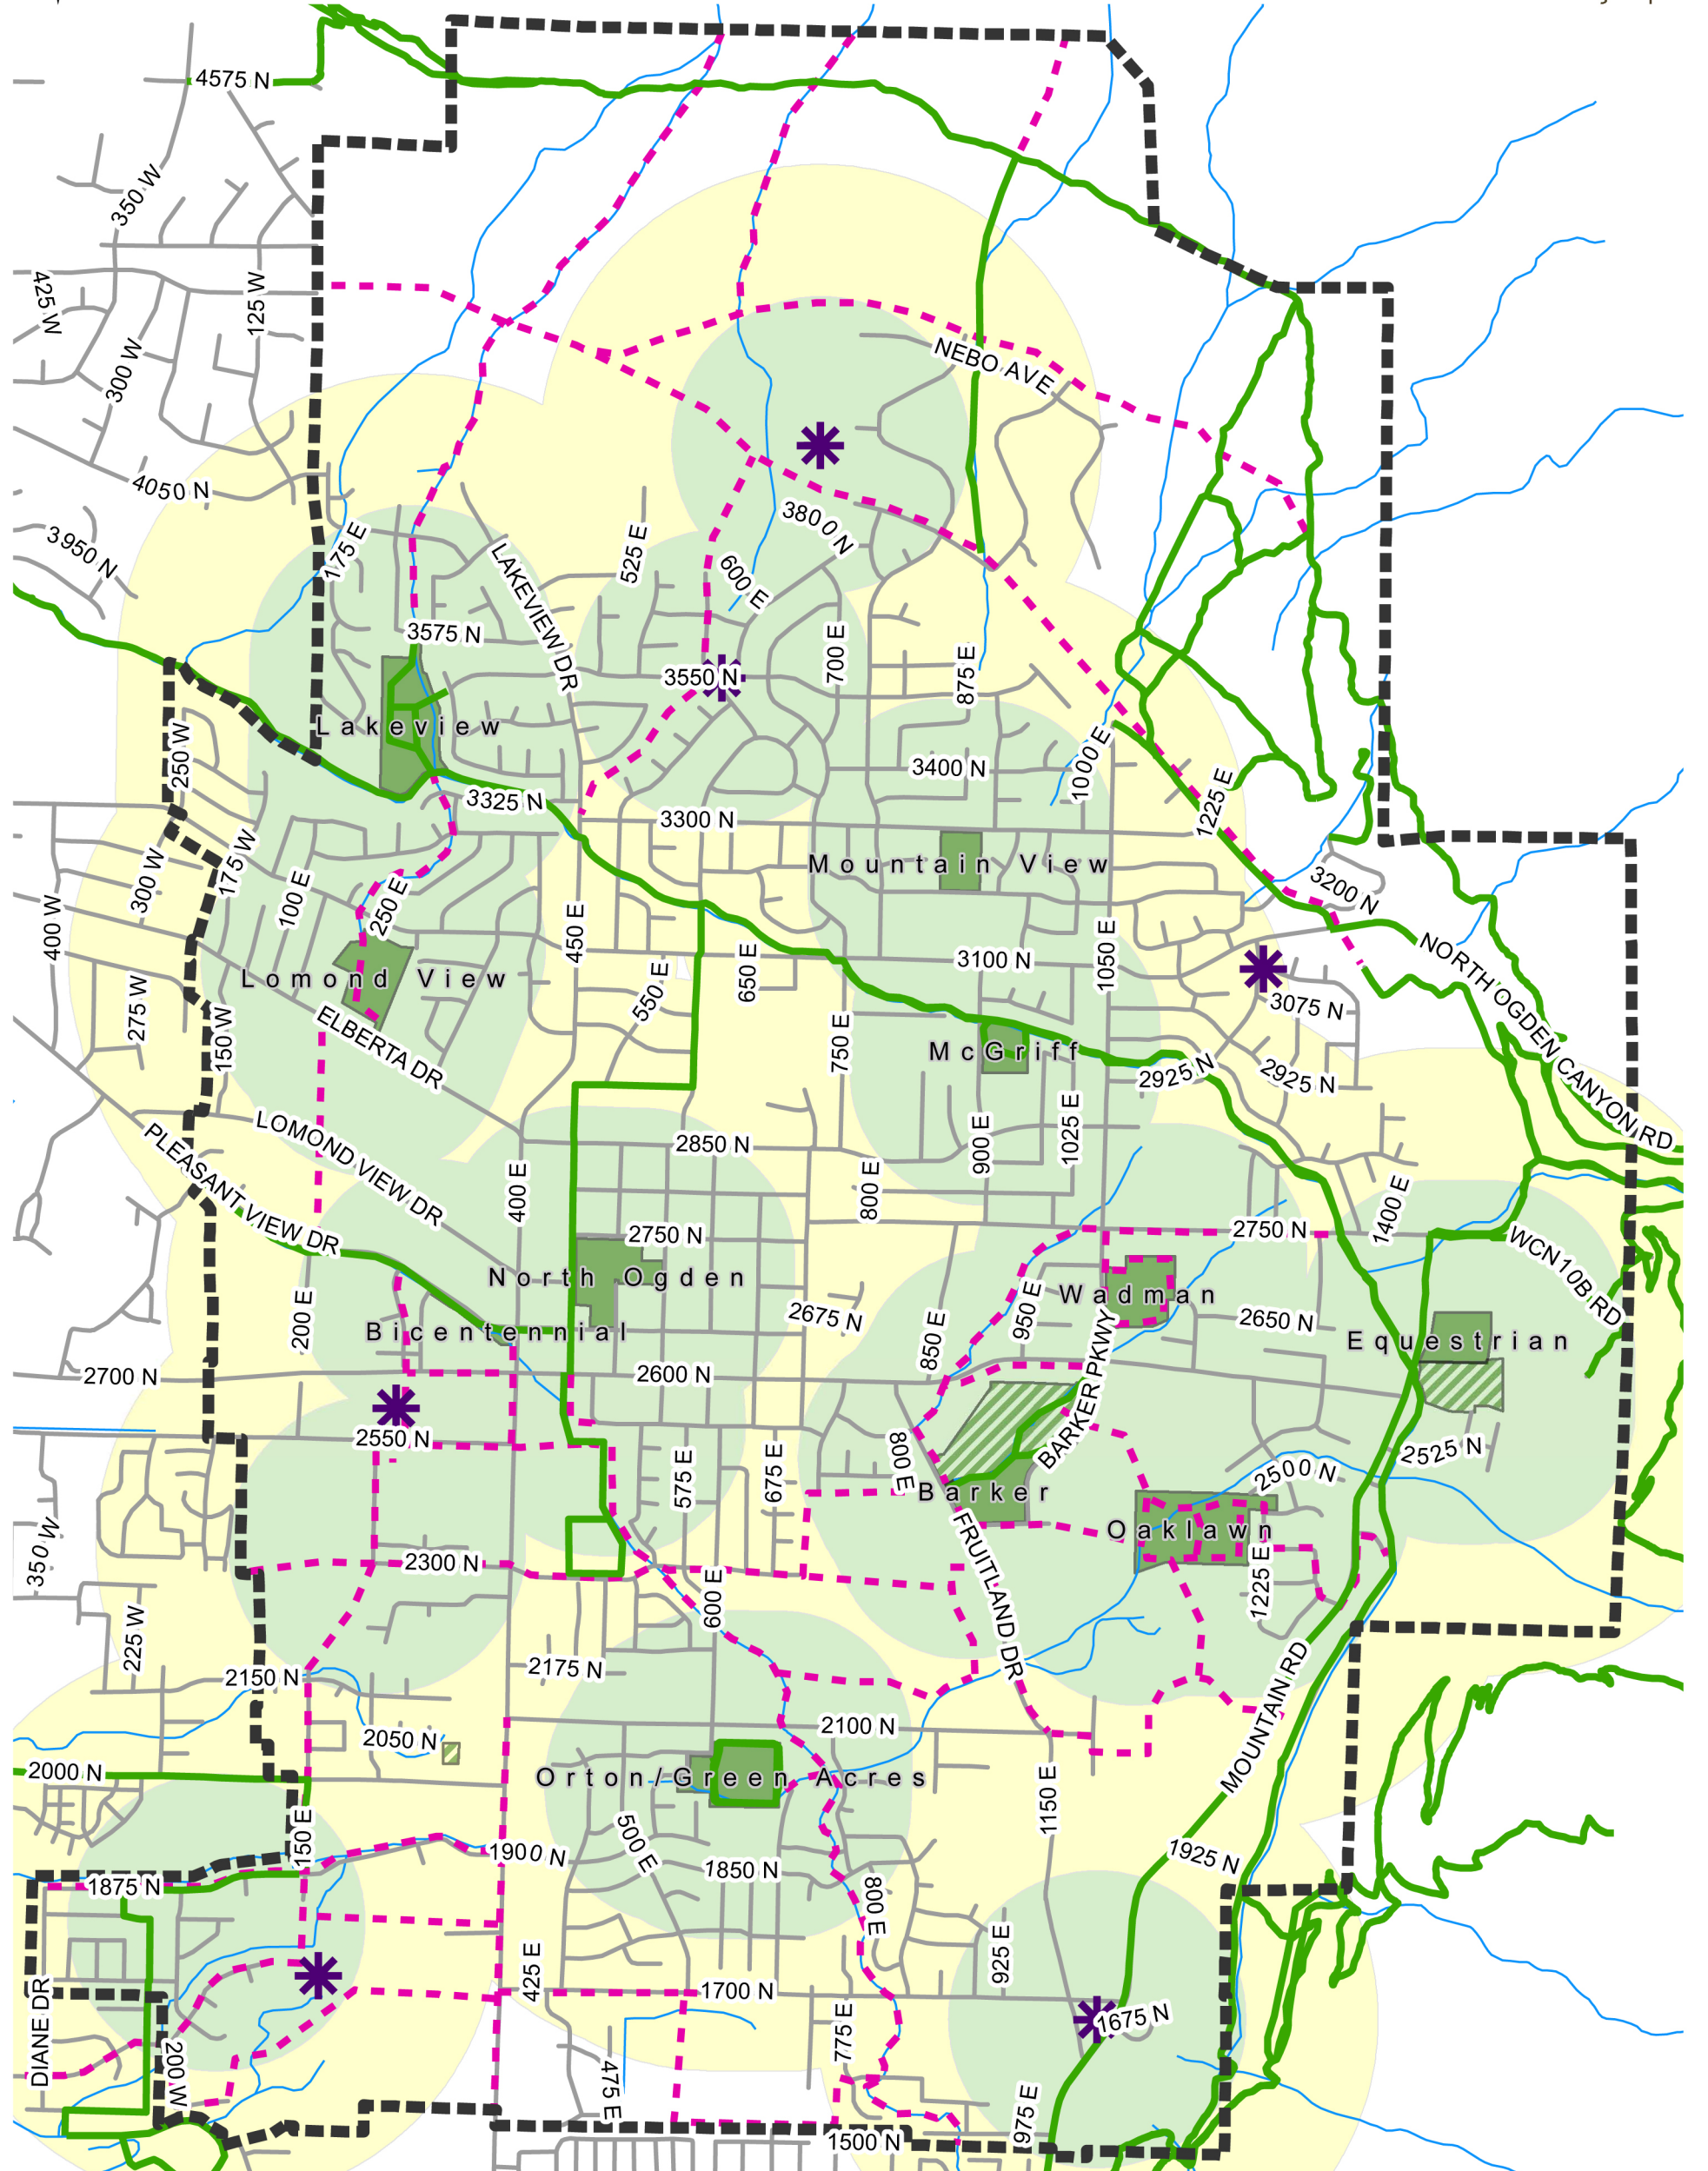 4575 N
350 W
425 W
125 W
300 W
NEBO AVE
4050 N
3950 N
175 E
LAKEVIEW DR
525 E
380 0 N
600 E
3575 N
700 E
875 E
3550 N
Lakeview
250 W
1000 E
3400 N
1225 E
3325 N
3300 N
Mountain View
175 W
300 W
100 E
250 E
3200 N
400 W
450 E
650 E
3100 N
1050 E
NORTH OGDEN CANYON RD
Lomond View
550 E
275 W
150 W
3075 N
ELBERTA DR
750 E
McGriff
2925 N
2925 N
LOMOND VIEW DR
PLEASANT VIEW DR
2850 N
900 E
1025 E
400 E
800 E
1400 E
2750 N
2750 N
WCN10B RD
North Ogden
Wadman
200 E
2675 N
950 E
2650 N
Bicentennial
850 E
Equestrian
2700 N
2600 N
BARKER PKWY
2550 N
800 E
2525 N
575 E
675 E
2500 N
Barker
Oaklawn
350 W
2300 N
FRUITLAND DR
1225 E
600 E
225 W
2150 N
2175 N
MOUNTAIN RD
2050 N
2100 N
2000 N
Orton/Green Acres
1150 E
150 E
500 E
1900 N
1925 N
1850 N
1875 N
800 E
925 E
425 E
1700 N
DIANE DR
1675 N
200 W
775 E
475 E
975 E
1500 N